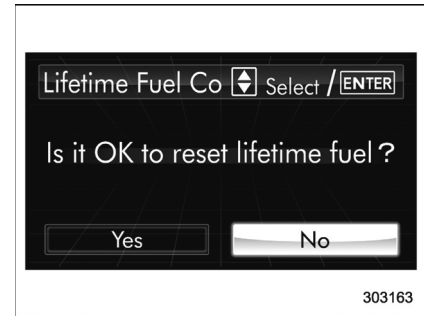 Lifetime Fuel Co Select / ENTER
Is it OK to reset lifetime fuel?
Yes No
303163